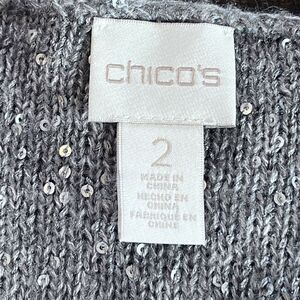 chico's
2
MADE IN
CHINA
HECHO EN
CHINA
FABRIQUÉ EN
CHINE